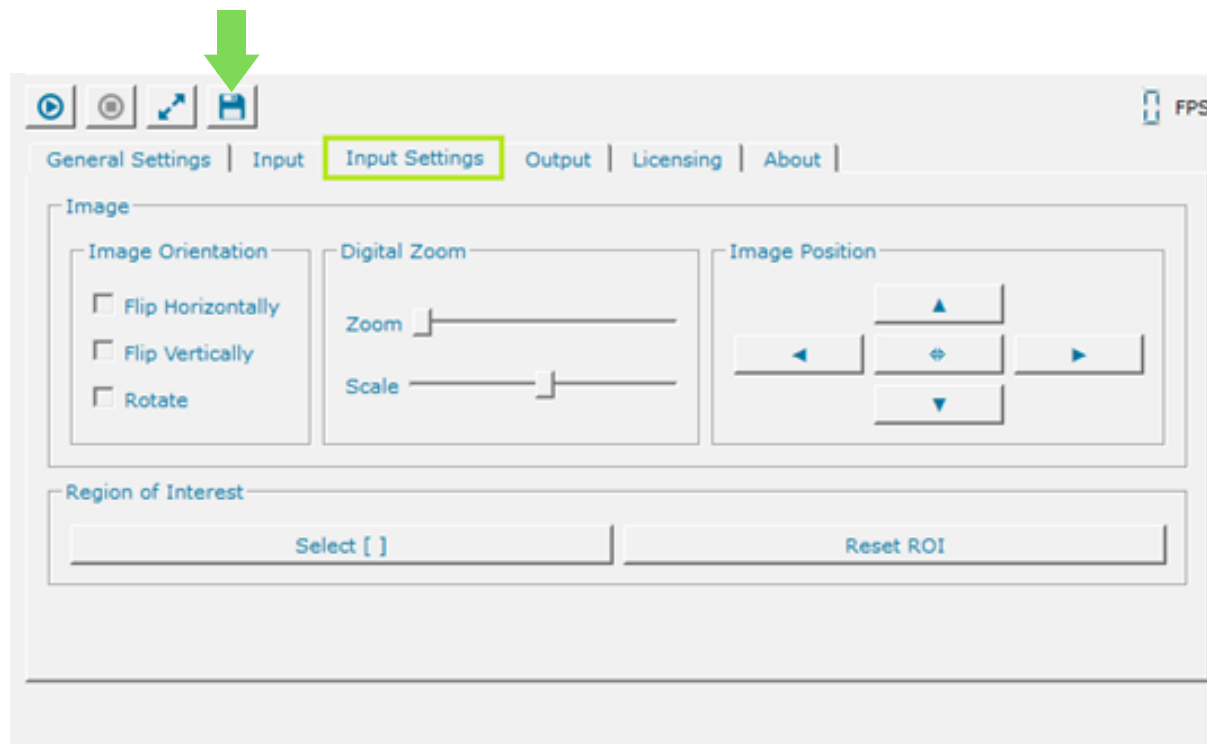 0 FPS
General Settings | Input Input Settings Output | Licensing | About |
Image
Image Orientation Digital Zoom Image Position
Flip Horizontally
Zoom
Flip Vertically
Scale
Rotate
Region of Interest
Select [ ] Reset ROI